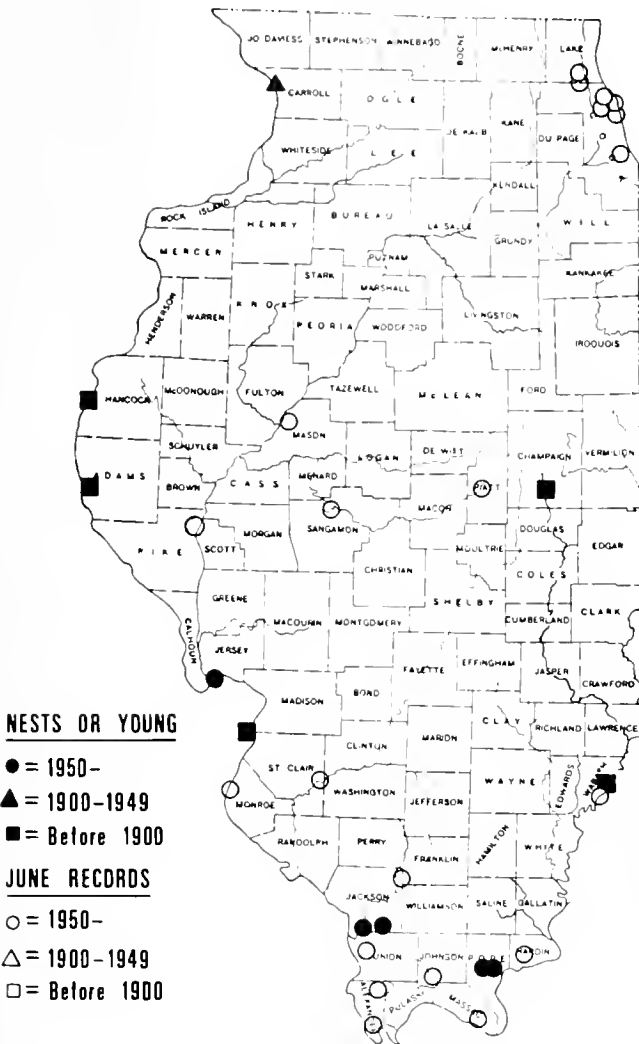 JO DAVIESS STEPHENSON WINNEBAGO BOONE McHENRY LAKE
CARROLL OGLE DE KALB KANE DU PAGE
WHITESIDE LEE KENDALL
ROCK ISLAND HENRY BUREAU LA SALLE GRUNDY WILL
MERCER STARK PUTNAM KANKAKEE
MARSHALL
HENDERSON WARREN KNOX PEORIA WOODFORD LIVINGSTON IROQUOIS
HANCOCK McDONOUGH FULTON TAZEWELL McLEAN FORD
MASON
SCHUYLER LOGAN DE WITT CHAMPAIGN VERMILION
ADAMS BROWN CASS MENARD PIATT
MACON
PIKE SCOTT MORGAN SANGAMON DOUGLAS EDGAR
CHRISTIAN MOULTRIE COLES
GREENE SHELBY CLARK
CALHOUN MACOUPIN MONTGOMERY CUMBERLAND
JERSEY FAYETTE EFFINGHAM JASPER CRAWFORD
MADISON BOND
CLAY RICHLAND LAWRENCE
CLINTON MARION
ST CLAIR WAYNE EDWARDS WABASH
MONROE WASHINGTON JEFFERSON
RANDOLPH PERRY FRANKLIN HAMILTON WHITE
JACKSON WILLIAMSON SALINE GALLATIN
UNION JOHNSON POPE HARDIN
ALEXANDER PULASKI MASSAC
NESTS OR YOUNG
● = 1950-
▲ = 1900-1949
■ = Before 1900
JUNE RECORDS
○ = 1950-
△ = 1900-1949
□ = Before 1900